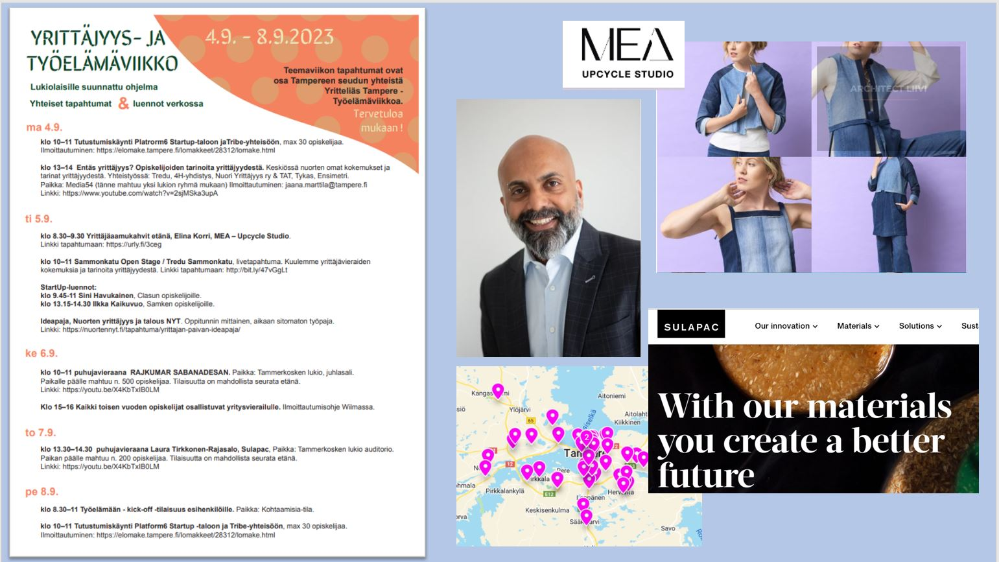 YRITTÄJYYS- JA
TYÖELÄMÄVIIKKO
4.9. - 8.9.2023
Lukiolaisille suunnattu ohjelma
Yhteiset tapahtumat & luennot verkossa
Teemaviikon tapahtumat ovat
osa Tampereen seudun yhteistä
Yritteliäs Tampere -
Työelämäviikkoa.
Tervetuloa
mukaan !
ma 4.9.
klo 10–11 Tutustumiskäynti Platrorm6 Startup-taloon jaTribe-yhteisöön, max 30 opiskelijaa.
Ilmoittautuminen: https://elomake.tampere.fi/lomakkeet/28312/lomake.html
klo 13–14 Entäs yrittäjyys? Opiskelijoiden tarinoita yrittäjyydestä. Keskiössä nuorten omat kokemukset ja
tarinat yrittäjyydestä. Yhteistyössä: Tredu, 4H-yhdistys, Nuori Yrittäjyys ry & TAT, Tykas, Ensimetri.
Paikka: Media54 (tänne mahtuu yksi lukion ryhmä mukaan) Ilmoittautuminen: jaana.marttila@tampere.fi
Linkki: https://www.youtube.com/watch?v=2sjMSka3upA
ti 5.9.
klo 8.30–9.30 Yrittäjäaamukahvit etänä, Elina Korri, MEA – Upcycle Studio.
Linkki tapahtumaan: https://urly.fi/3ceg
klo 10–11 Sammonkatu Open Stage / Tredu Sammonkatu, livetapahtuma. Kuulemme yrittäjävieraiden
kokemuksia ja tarinoita yrittäjyydestä. Linkki tapahtumaan: http://bit.ly/47vGgLt
StartUp-luennot:
klo 9.45-11 Sini Havukainen, Clasun opiskelijoille.
klo 13.15-14.30 Ilkka Kaikuvuo, Samken opiskelijoille.
Ideapaja, Nuorten yrittäjyys ja talous NYT. Oppitunnin mittainen, aikaan sitomaton työpaja.
Linkki: https://nuortennyt.fi/tapahtuma/yrittajan-paivan-ideapaja/
ke 6.9.
klo 10–11 puhujavieraana RAJKUMAR SABANADESAN. Paikka: Tammerkosken lukio, juhlasali.
Paikalle päälle mahtuu n. 500 opiskelijaa. Tilaisuutta on mahdollista seurata etänä.
Linkki: https://youtu.be/X4KbTxIB0LM
Klo 15–16 Kaikki toisen vuoden opiskelijat osallistuvat yritysvierailulle. Ilmoittautumisohje Wilmassa.
to 7.9.
klo 13.30–14.30 puhujavieraana Laura Tirkkonen-Rajasalo, Sulapac, Paikka: Tammerkosken lukio auditorio.
Paikan päälle mahtuu n. 200 opiskelijaa. Tilaisuutta on mahdollista seurata etänä.
Linkki: https://youtu.be/X4KbTxIB0LM
pe 8.9.
klo 8.30–11 Työelämään - kick-off -tilaisuus esihenkilöille. Paikka: Kohtaamisia-tila.
klo 10–11 Tutustumiskäynti Platform6 Startup -taloon ja Tribe-yhteisöön, max 30 opiskelijaa.
Ilmoittautuminen: https://elomake.tampere.fi/lomakkeet/28312/lomake.html
MEA
UPCYCLE STUDIO
ARCHITECT LIIVI
SULAPAC
Our innovation
Materials
Solutions
Sust
With our materials
you create a better
future
Aitoniemi
Ylöjärvi
65
Aitolaht
Kiikkinen
2
12
Pirkkalankylä
E12
Keskisenkulma
Savo